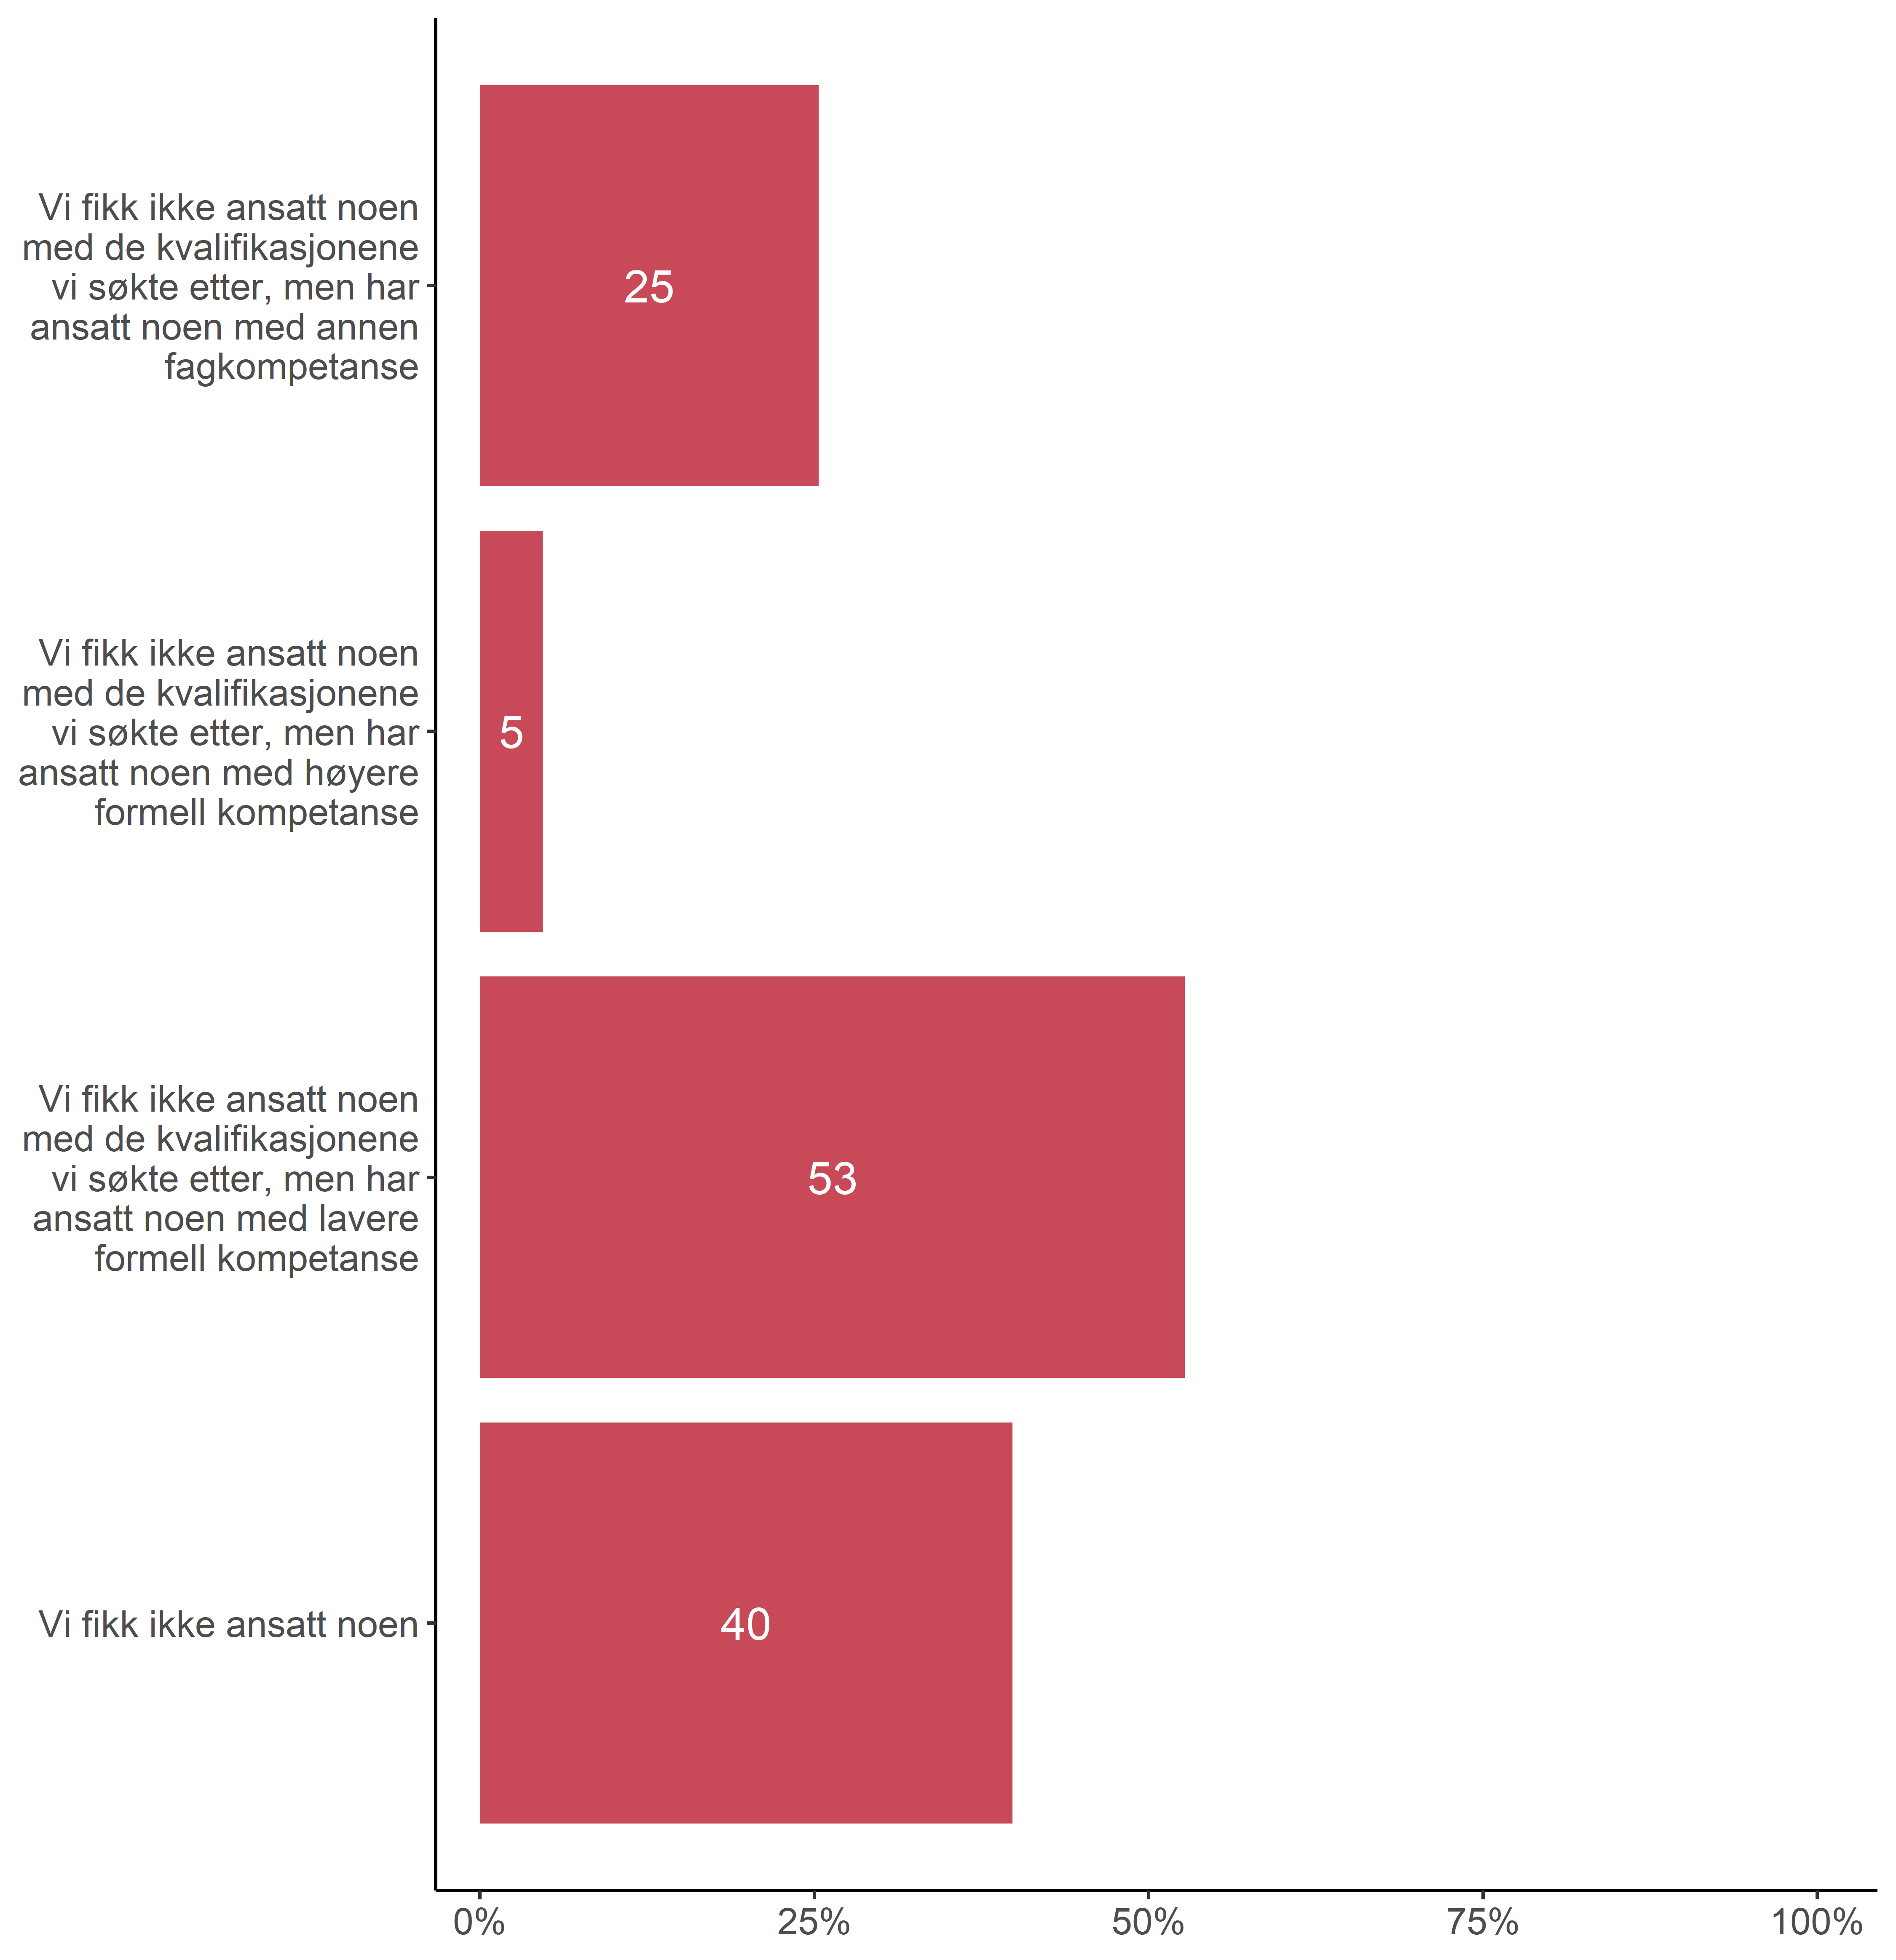 Vi fikk ikke ansatt noen
med de kvalifikasjonene
vi søkte etter, men har
ansatt noen med annen
fagkompetanse
25
Vi fikk ikke ansatt noen
med de kvalifikasjonene
vi søkte etter, men har
ansatt noen med høyere
formell kompetanse
5
Vi fikk ikke ansatt noen
med de kvalifikasjonene
vi søkte etter, men har
ansatt noen med lavere
formell kompetanse
53
Vi fikk ikke ansatt noen
40
0% 25% 50% 75% 100%